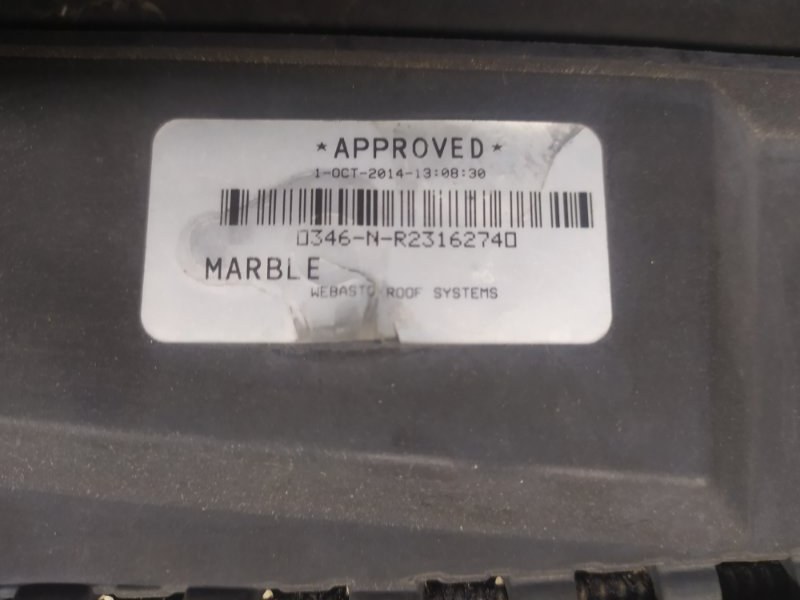 *APPROVED*
1-OCT-2014-13:08:30
▯346-N-R2316274▯
MARBLE
WEBASTO ROOF SYSTEMS